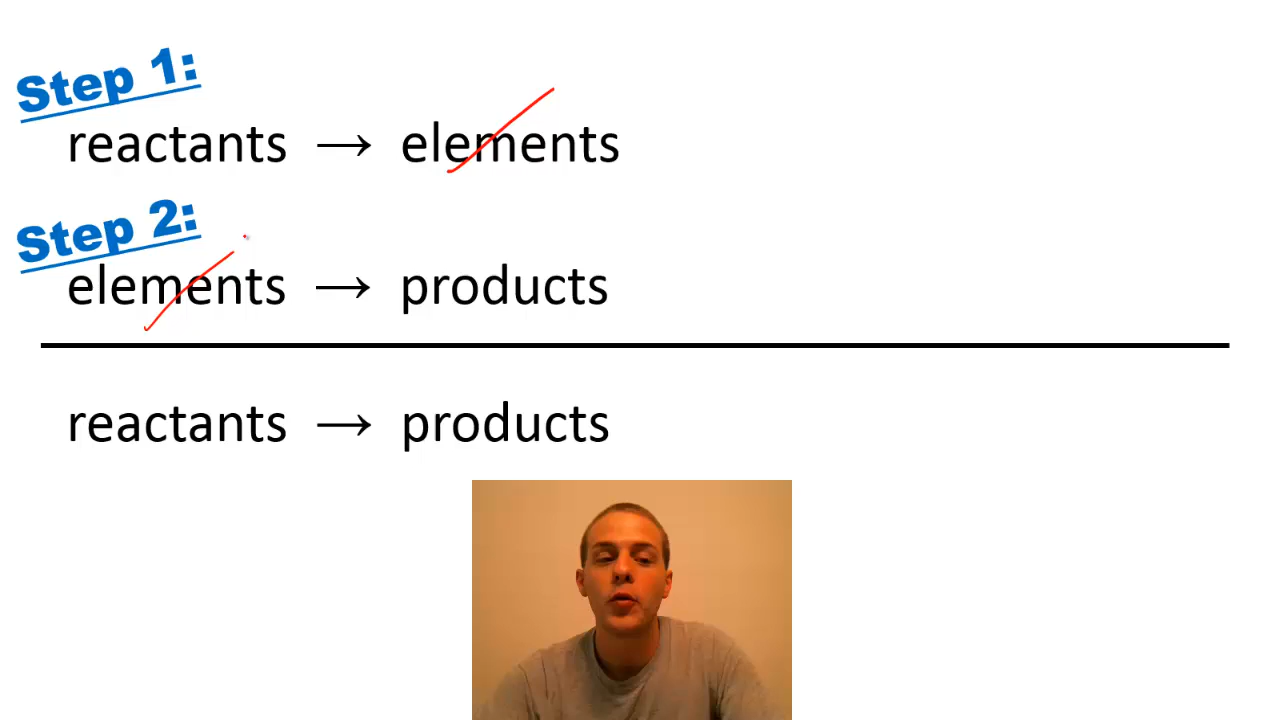 Step 1:
reactants → elements
Step 2:
elements → products
reactants → products